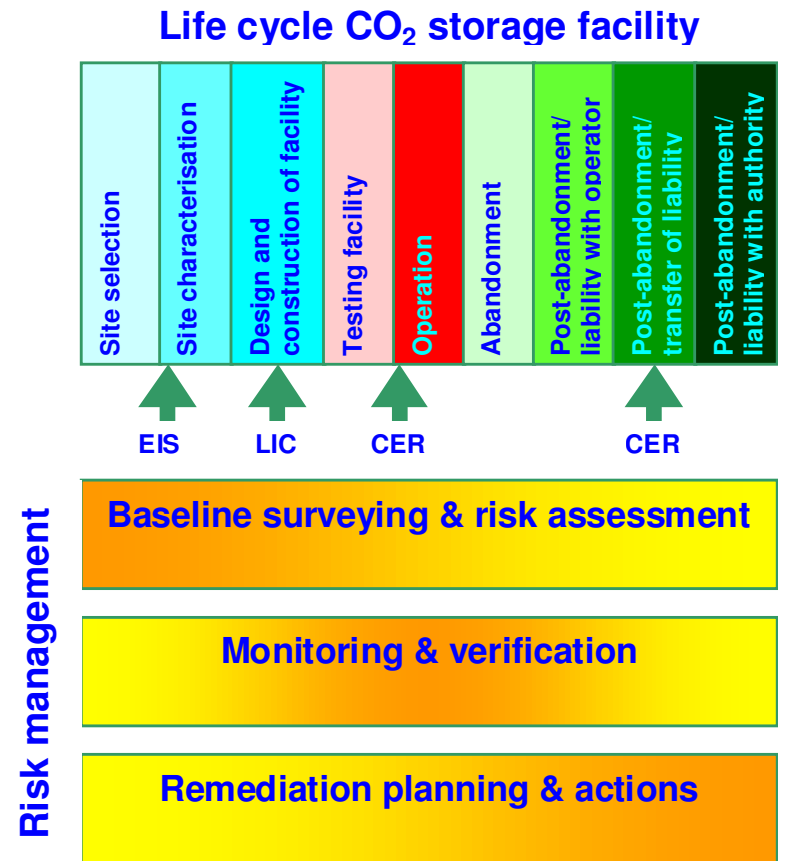 Life cycle CO₂ storage facility
Site selection
Site characterisation
Design and
construction of facility
Testing facility
Operation
Abandonment
Post-abandonment/
liability with operator
Post-abandonment/
transfer of liability
Post-abandonment/
liability with authority
EIS
LIC
CER
CER
Risk management
Baseline surveying & risk assessment
Monitoring & verification
Remediation planning & actions